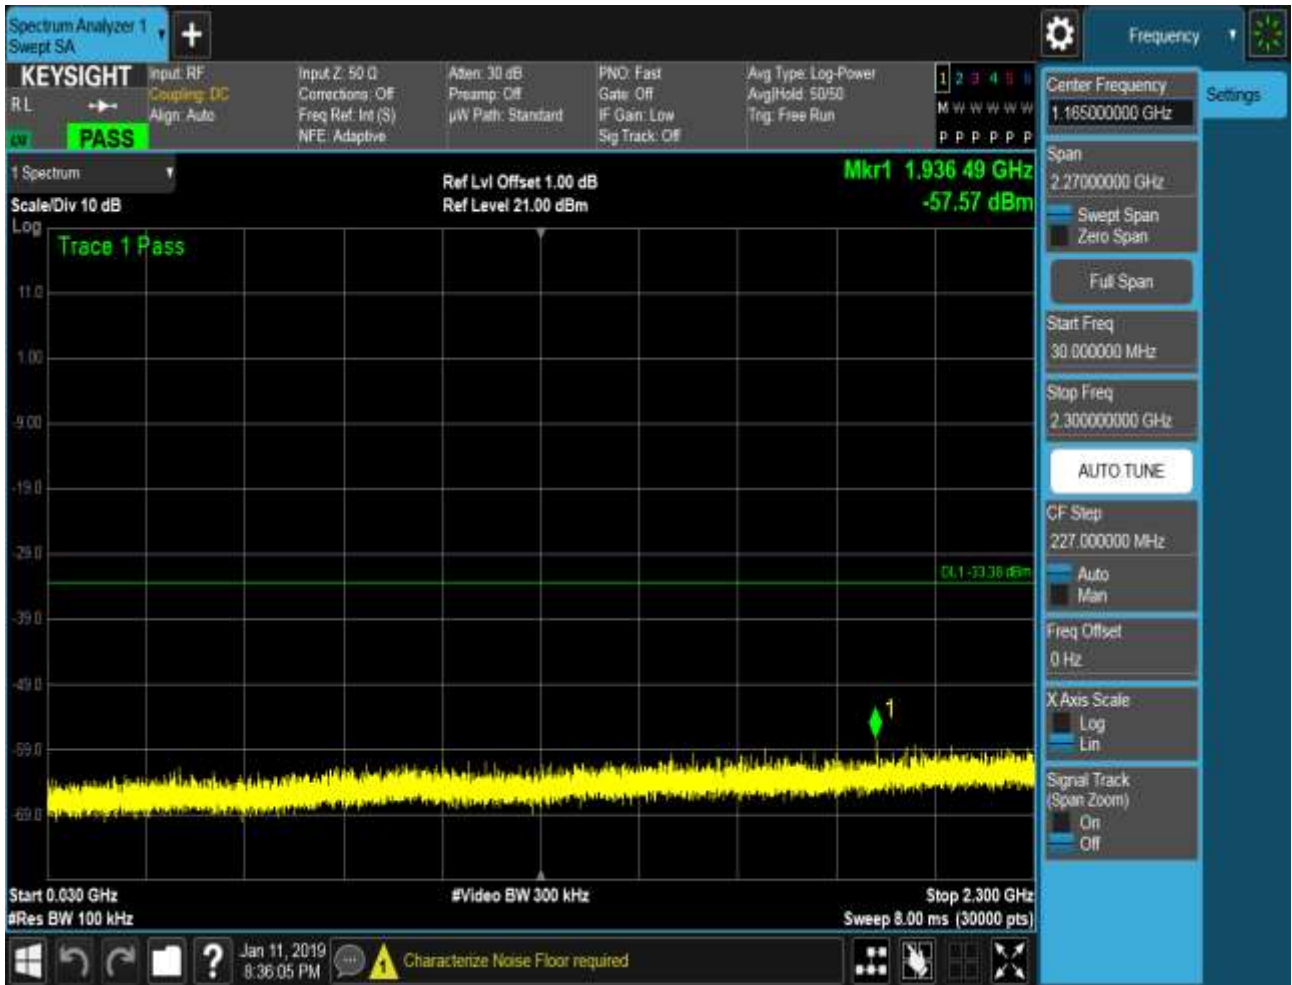 Spectrum Analyzer 1
Swept SA
Frequency
KEYSIGHT
RL
PASS
Input: RF
Coupling: DC
Align: Auto
Input Z: 50 Ω
Corrections: Off
Freq Ref: Int (S)
NFE: Adaptive
Atten: 30 dB
Preamp: Off
µW Path: Standard
PNO: Fast
Gate: Off
IF Gain: Low
Sig Track: Off
Avg Type: Log-Power
Avg|Hold: 50/50
Trig: Free Run
1 2 3 4 5 6
M W W W W W
P P P P P P
1 Spectrum
Scale/Div 10 dB
Ref Lvl Offset 1.00 dB
Ref Level 21.00 dBm
Mkr1 1.936 49 GHz
-57.57 dBm
Log
Trace 1 Pass
11.0
1.00
-9.00
-19.0
-29.0
DL1 -33.38 dBm
-39.0
-49.0
1
-59.0
-69.0
Start 0.030 GHz
#Res BW 100 kHz
#Video BW 300 kHz
Stop 2.300 GHz
Sweep 8.00 ms (30000 pts)
Jan 11, 2019
8:36:05 PM
1
Characterize Noise Floor required
Center Frequency
1.165000000 GHz
Settings
Span
2.27000000 GHz
Swept Span
Zero Span
Full Span
Start Freq
30.000000 MHz
Stop Freq
2.300000000 GHz
AUTO TUNE
CF Step
227.000000 MHz
Auto
Man
Freq Offset
0 Hz
X Axis Scale
Log
Lin
Signal Track
(Span Zoom)
On
Off